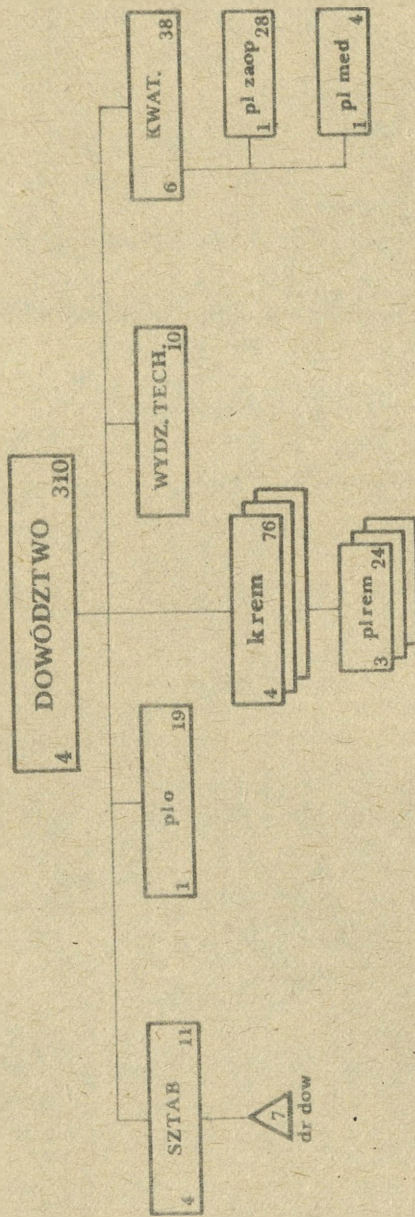 DOWÓDZTWO
4 310
SZTAB
4 11
7
dr dow
plo
1 19
k rem
4 76
pl rem
3 24
WYDZ. TECH.
10
KWAT.
6 38
pl zaop
1 28
pl med
1 4